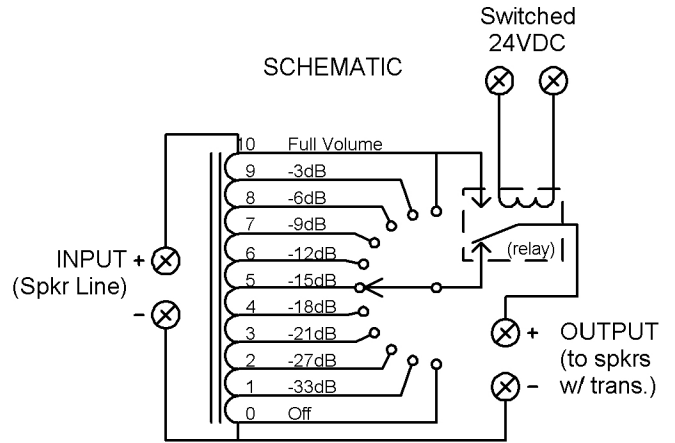 Switched
24VDC
SCHEMATIC
10 Full Volume
9 -3dB
8 -6dB
7 -9dB
6 -12dB
5 -15dB
4 -18dB
3 -21dB
2 -27dB
1 -33dB
0 Off
INPUT +
(Spkr Line)
-
(relay)
+ OUTPUT
(to spkrs
- w/ trans.)